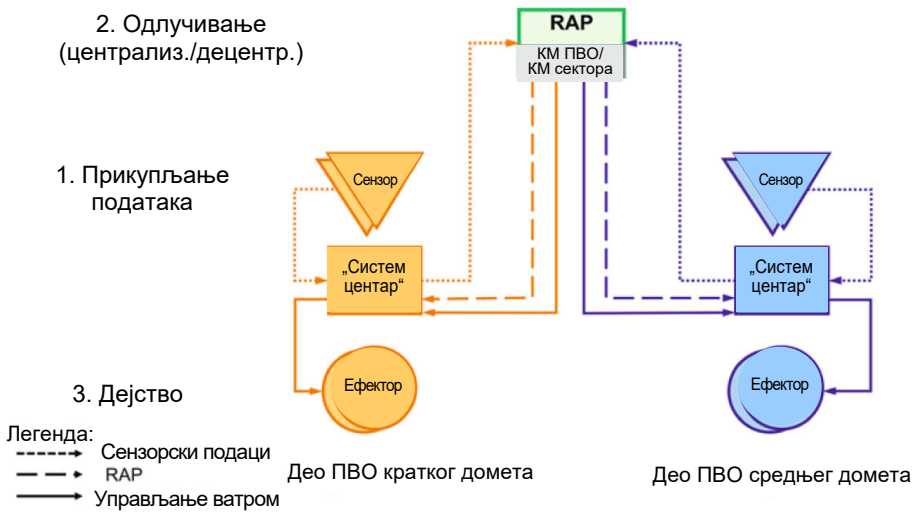 2. Одлучивање
(централиз./децентр.)
RAP
КМ ПВО/
КМ сектора
1. Прикупљање
података
Сензор
Сензор
„Систем
центар“
„Систем
центар“
Ефектор
Ефектор
3. Дејство
Легенда:
Сензорски подаци
RAP
Управљање ватром
Део ПВО кратког домета
Део ПВО средњег домета